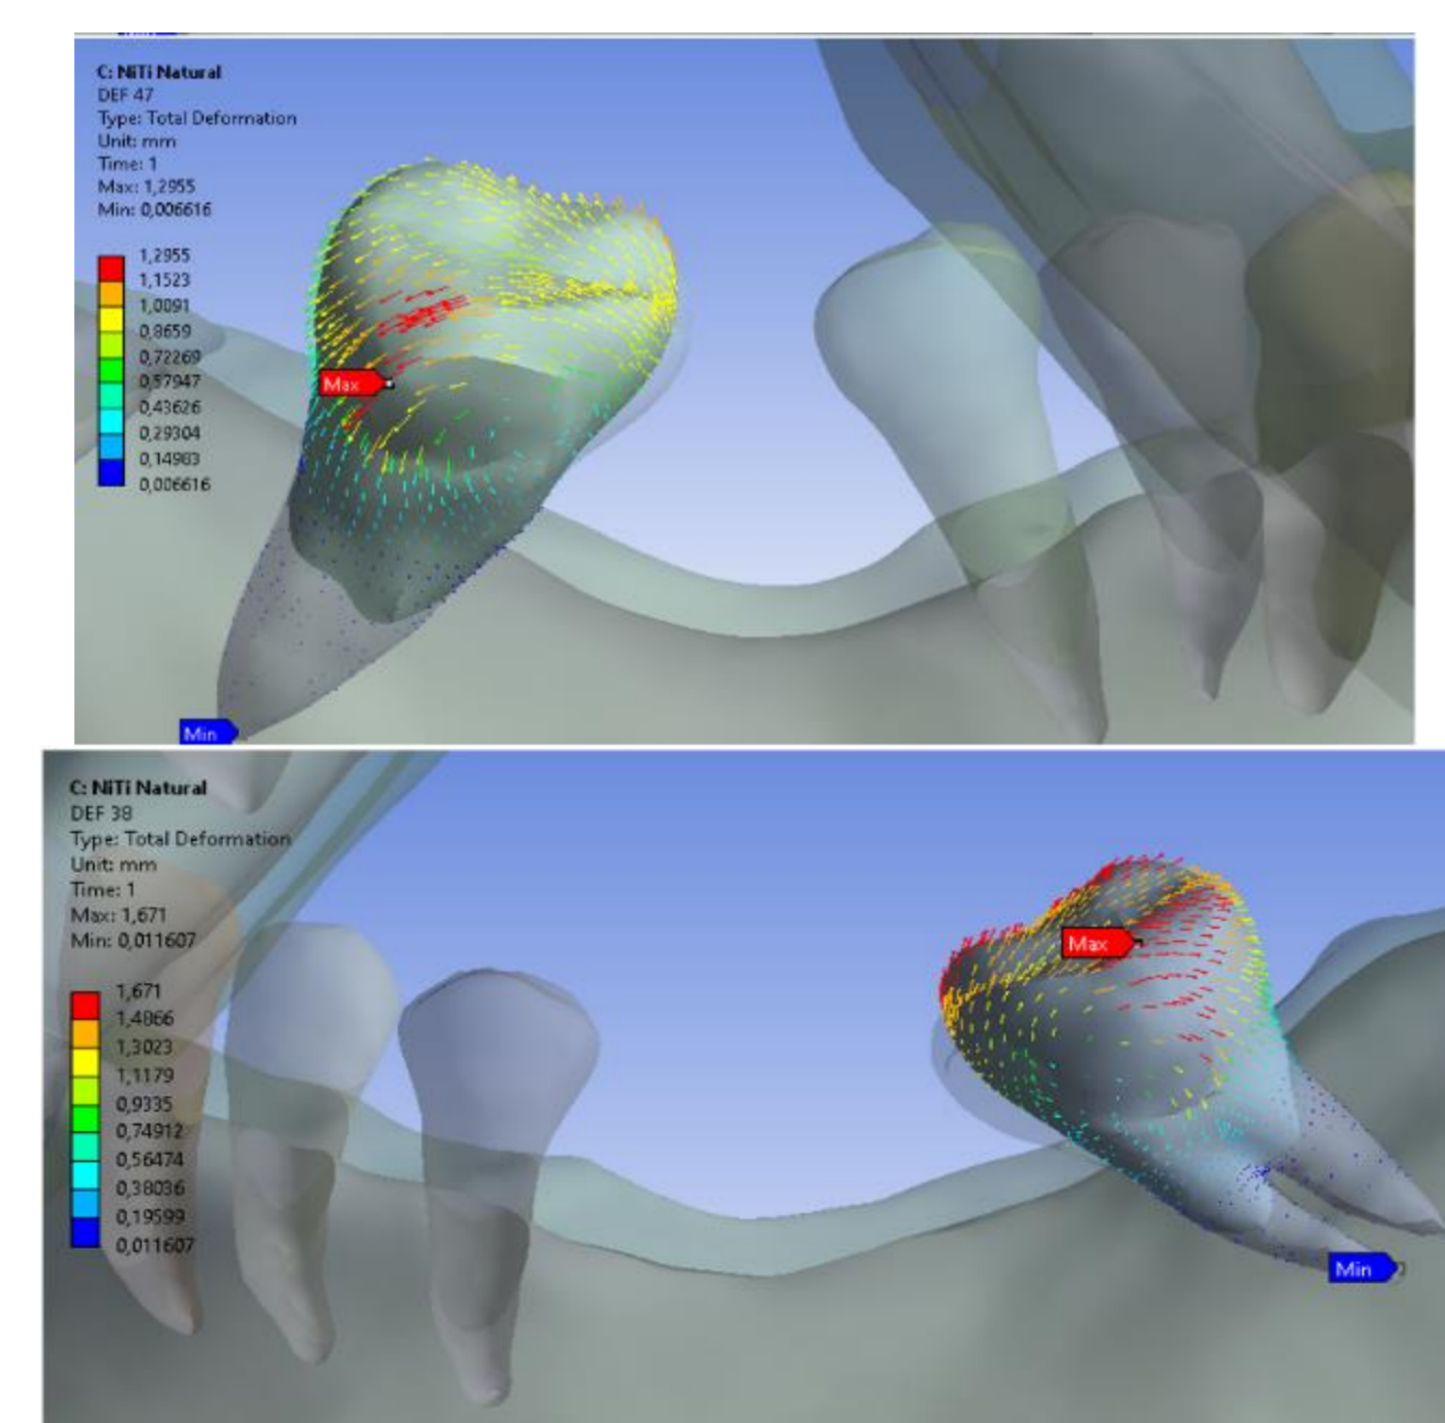 C: NiTi Natural
DEF 47
Type: Total Deformation
Unit: mm
Time: 1
Max: 1,2955
Min: 0,006616
1,2955
1,1523
1,0091
0,8659
0,72269
0,57947
0,43626
0,29304
0,14983
0,006616
Max
Min
C: NiTi Natural
DEF 38
Type: Total Deformation
Unit: mm
Time: 1
Max: 1,671
Min: 0,011607
1,671
1,4866
1,3023
1,1179
0,9335
0,74912
0,56474
0,38036
0,19599
0,011607
Max
Min